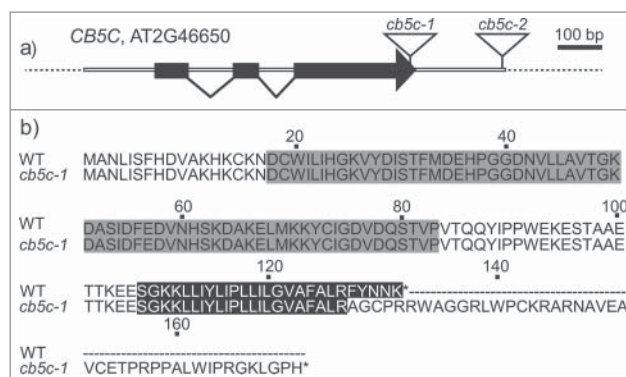 a) CB5C, AT2G46650 cb5c-1 cb5c-2 100 bp
b)
20 40
WT MANLISFHDVAKHKCKNDCWILIHGKVYDISTFMDEHPGGDNVLLAVTGK
cb5c-1 MANLISFHDVAKHKCKNDCWILIHGKVYDISTFMDEHPGGDNVLLAVTGK
60 80 100
WT DASIDFEDVNHSKDAKELMKKYCIGDVDQSTVPVTQQYIPPWEKESTAAE
cb5c-1 DASIDFEDVNHSKDAKELMKKYCIGDVDQSTVPVTQQYIPPWEKESTAAE
120 140
WT TTKEESGKKLLIYLIPLLILGVAFALRFYNNK*----------------------
cb5c-1 TTKEESGKKLLIYLIPLLILGVAFALRAGCPRRWAGGRLWPCKRARNAVEA
160
WT ------------------------
cb5c-1 VCETPRPPALWIPRGKLGPH*